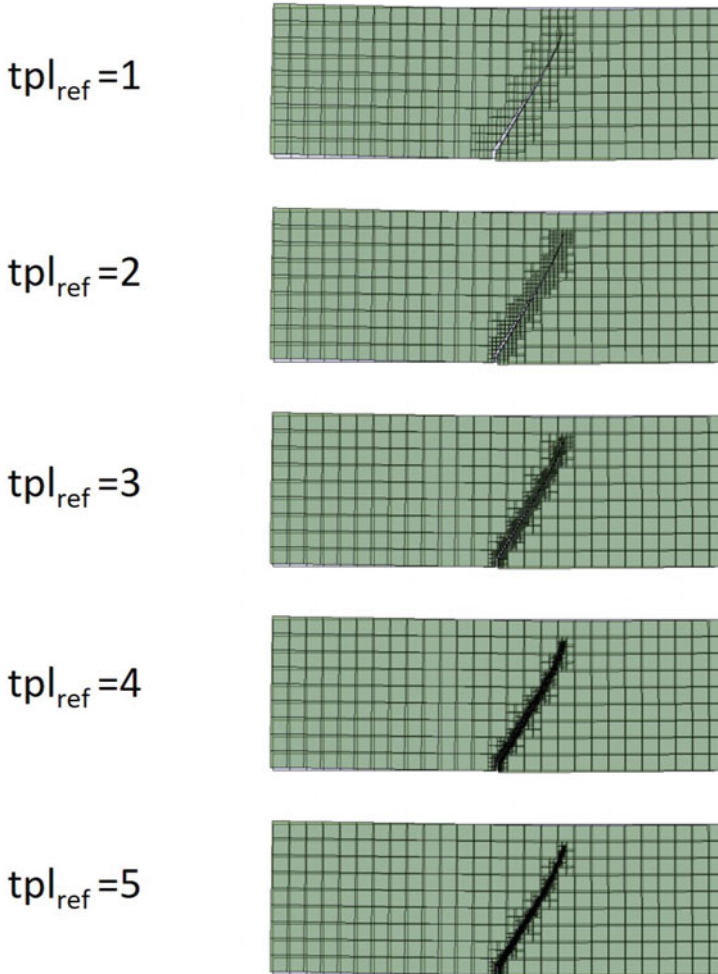 tpl_ref =1
tpl_ref =2
tpl_ref =3
tpl_ref =4
tpl_ref =5